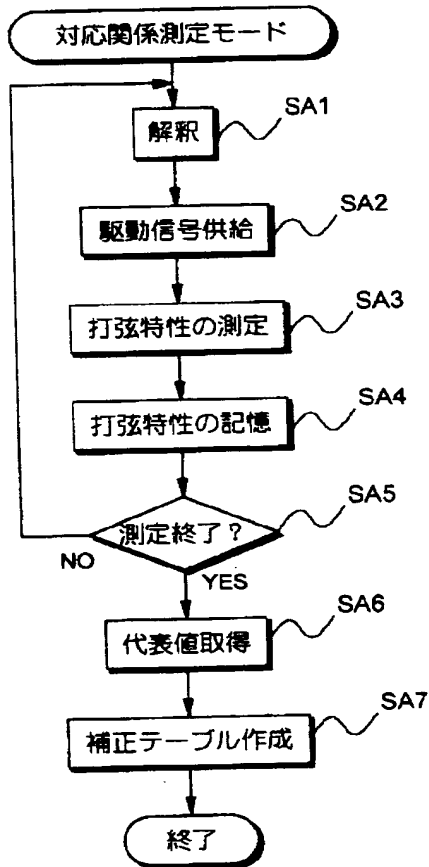 対応関係測定モード
SA1
解釈
SA2
駆動信号供給
SA3
打弦特性の測定
SA4
打弦特性の記憶
SA5
測定終了？
NO
YES
SA6
代表値取得
SA7
補正テーブル作成
終了